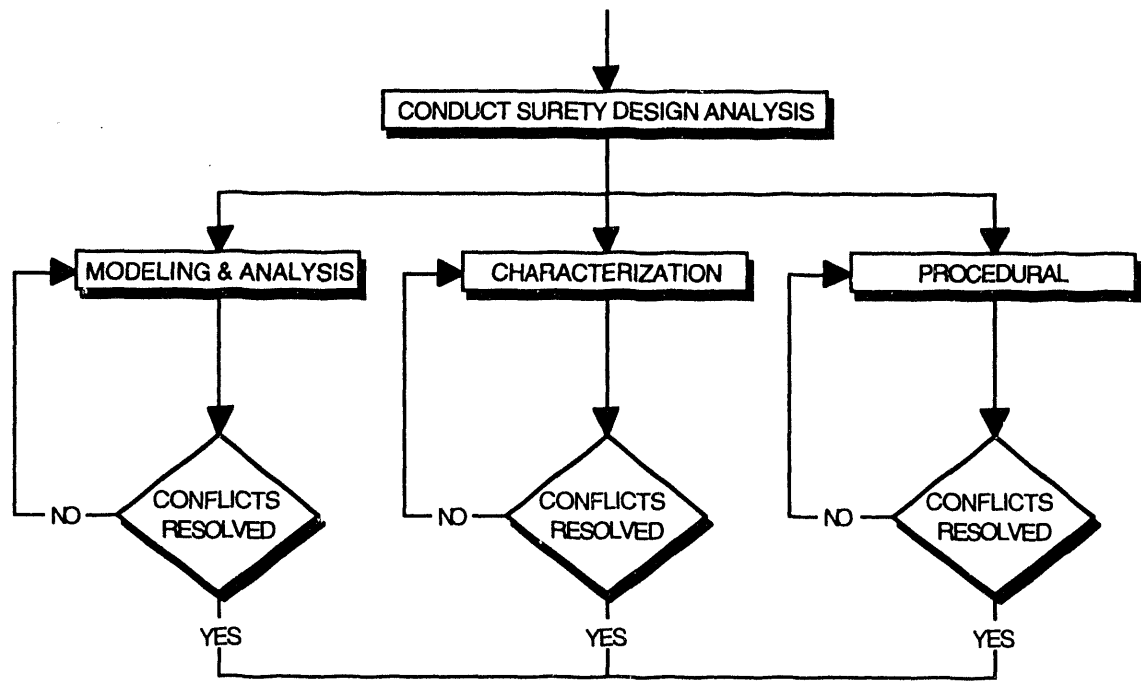 CONDUCT SURETY DESIGN ANALYSIS
MODELING & ANALYSIS
CHARACTERIZATION
PROCEDURAL
CONFLICTS
RESOLVED
CONFLICTS
RESOLVED
CONFLICTS
RESOLVED
NO
NO
NO
YES
YES
YES